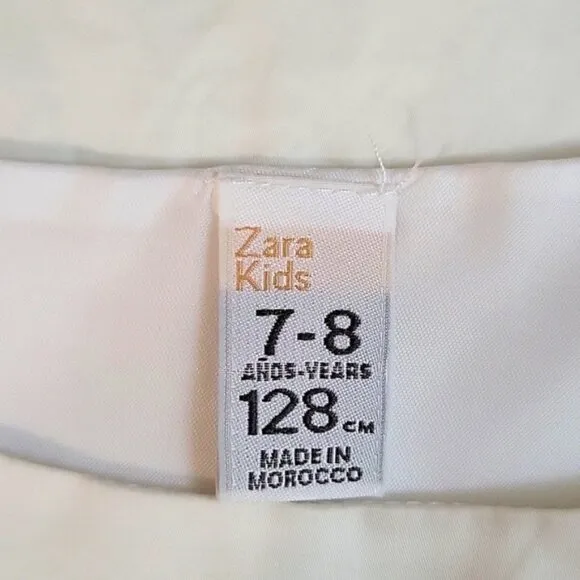 Zara
Kids
7-8
AÑOS-YEARS
128 CM
MADE IN
MOROCCO